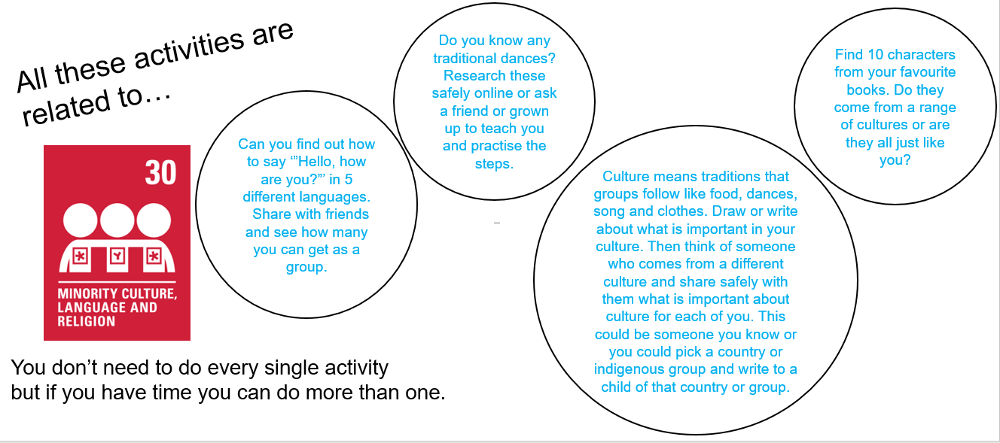 All these activities are
related to…
30
MINORITY CULTURE,
LANGUAGE AND
RELIGION
You don’t need to do every single activity
but if you have time you can do more than one.
Can you find out how
to say ‘”Hello, how
are you?”’ in 5
different languages.
Share with friends
and see how many
you can get as a
group.
Do you know any
traditional dances?
Research these
safely online or ask
a friend or grown
up to teach you
and practise the
steps.
–
Culture means traditions that
groups follow like food, dances,
song and clothes. Draw or write
about what is important in your
culture. Then think of someone
who comes from a different
culture and share safely with
them what is important about
culture for each of you. This
could be someone you know or
you could pick a country or
indigenous group and write to a
child of that country or group.
Find 10 characters
from your favourite
books. Do they
come from a range
of cultures or are
they all just like
you?